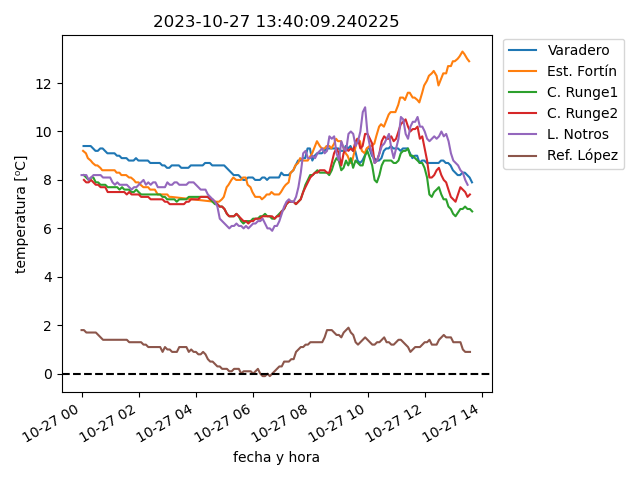 2023-10-27 13:40:09.240225
temperatura [ºC]
12
10
8
6
4
2
0
10-27 00
10-27 02
10-27 04
10-27 06
10-27 08
10-27 10
10-27 12
10-27 14
fecha y hora
Varadero
Est. Fortín
C. Runge1
C. Runge2
L. Notros
Ref. López